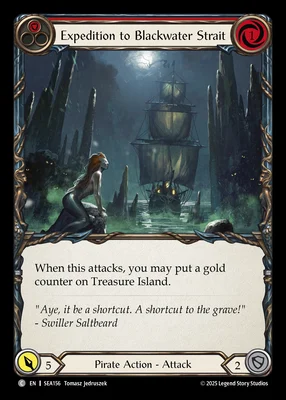 Expedition to Blackwater Strait
1
When this attacks, you may put a gold
counter on Treasure Island.
"Aye, it be a shortcut. A shortcut to the grave!"
- Swiller Saltbeard
5
Pirate Action - Attack
2
C EN | SEA156 Tomasz Jedruszek
© 2025 Legend Story Studios